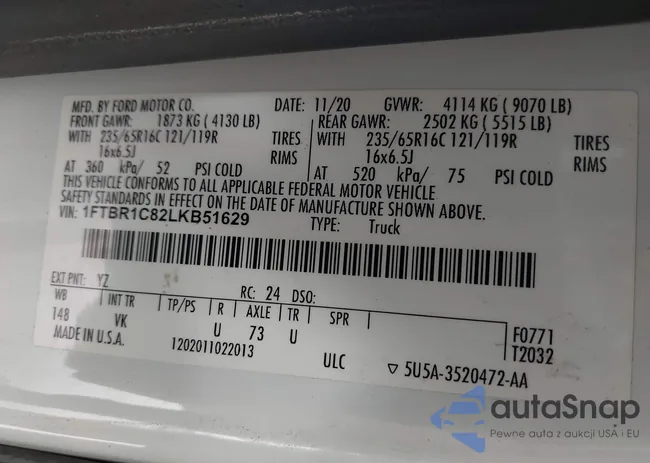 MFD. BY FORD MOTOR CO. DATE: 11/20 GVWR: 4114 KG ( 9070 LB)
FRONT GAWR: 1873 KG ( 4130 LB) REAR GAWR: 2502 KG ( 5515 LB)
WITH 235/65R16C 121/119R TIRES WITH 235/65R16C 121/119R TIRES
16x6.5J RIMS 16x6.5J RIMS
AT 360 kPa/ 52 PSI COLD AT 520 kPa/ 75 PSI COLD
THIS VEHICLE CONFORMS TO ALL APPLICABLE FEDERAL MOTOR VEHICLE
SAFETY STANDARDS IN EFFECT ON THE DATE OF MANUFACTURE SHOWN ABOVE.
VIN: 1FTBR1C82LKB51629 TYPE: Truck
EXT PNT: YZ RC: 24 DSO:
WB INT TR TP/PS R AXLE TR SPR
148 VK U 73 U F0771
MADE IN U.S.A. 1202011022013 T2032
ULC ▽ 5U5A-3520472-AA
autaSnap
Pewne auta z aukcji USA i EU